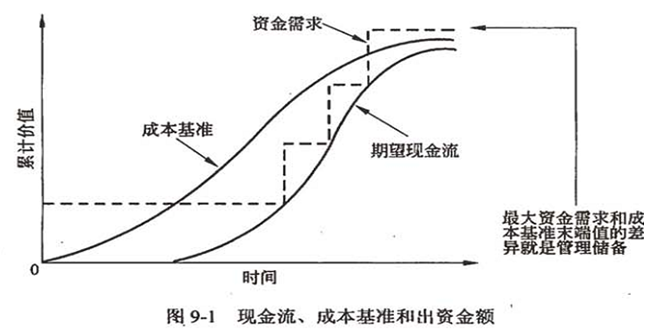 资金需求
成本基准
期望现金流
累计价值
0
时间
最大资金需求和成
本基准末端值的差
异就是管理储备
图 9-1 现金流、成本基准和出资金额